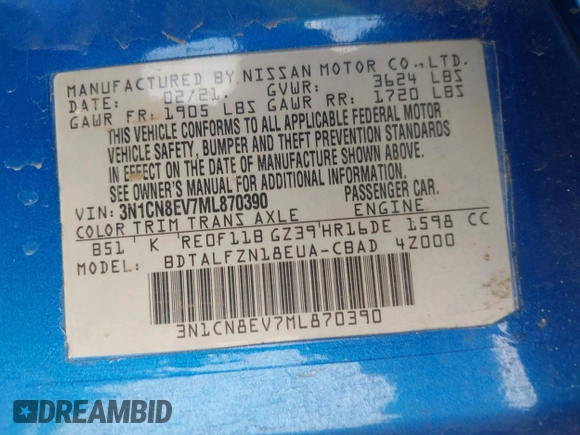 MANUFACTURED BY NISSAN MOTOR CO.,LTD.
DATE: 02/21 GVWR: 3624 LBS
GAWR FR: 1905 LBS GAWR RR: 1720 LBS
THIS VEHICLE CONFORMS TO ALL APPLICABLE FEDERAL MOTOR
VEHICLE SAFETY, BUMPER AND THEFT PREVENTION STANDARDS
IN EFFECT ON THE DATE OF MANUFACTURE SHOWN ABOVE.
SEE OWNER'S MANUAL FOR ADDITIONAL INFORMATION.
VIN: 3N1CN8EV7ML870390 PASSENGER CAR.
COLOR TRIM TRANS AXLE ENGINE
B51 K RE0F11B GZ39 HR16DE 1598 CC
MODEL: BDTALFZN18EUA-CBAD 4Z000
3N1CN8EV7ML870390
DREAMBID